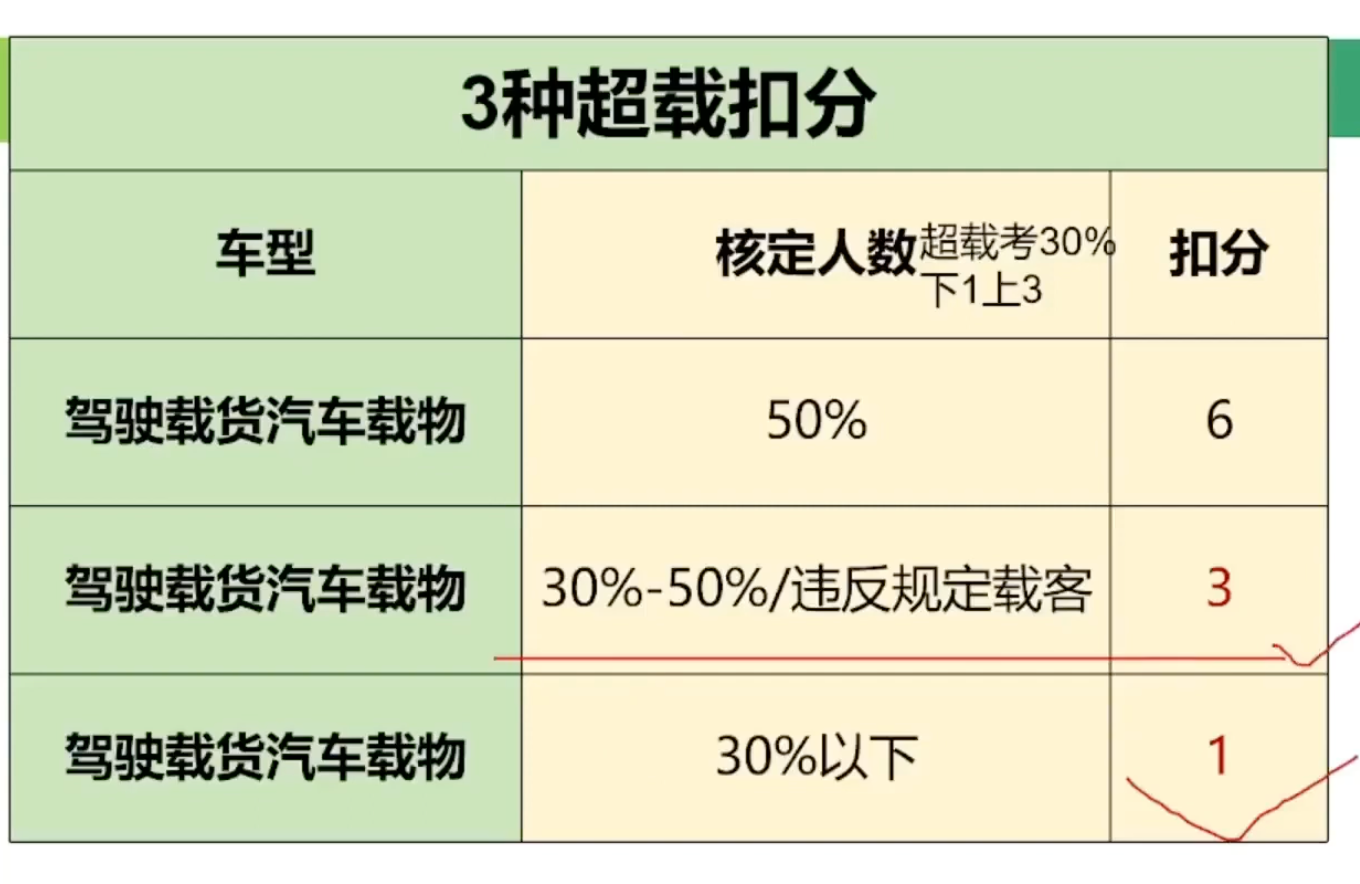 3种超载扣分
车型
核定人数
超载考30%
下1上3
扣分
驾驶载货汽车载物
50%
6
驾驶载货汽车载物
30%-50%/违反规定载客
3
驾驶载货汽车载物
30%以下
1